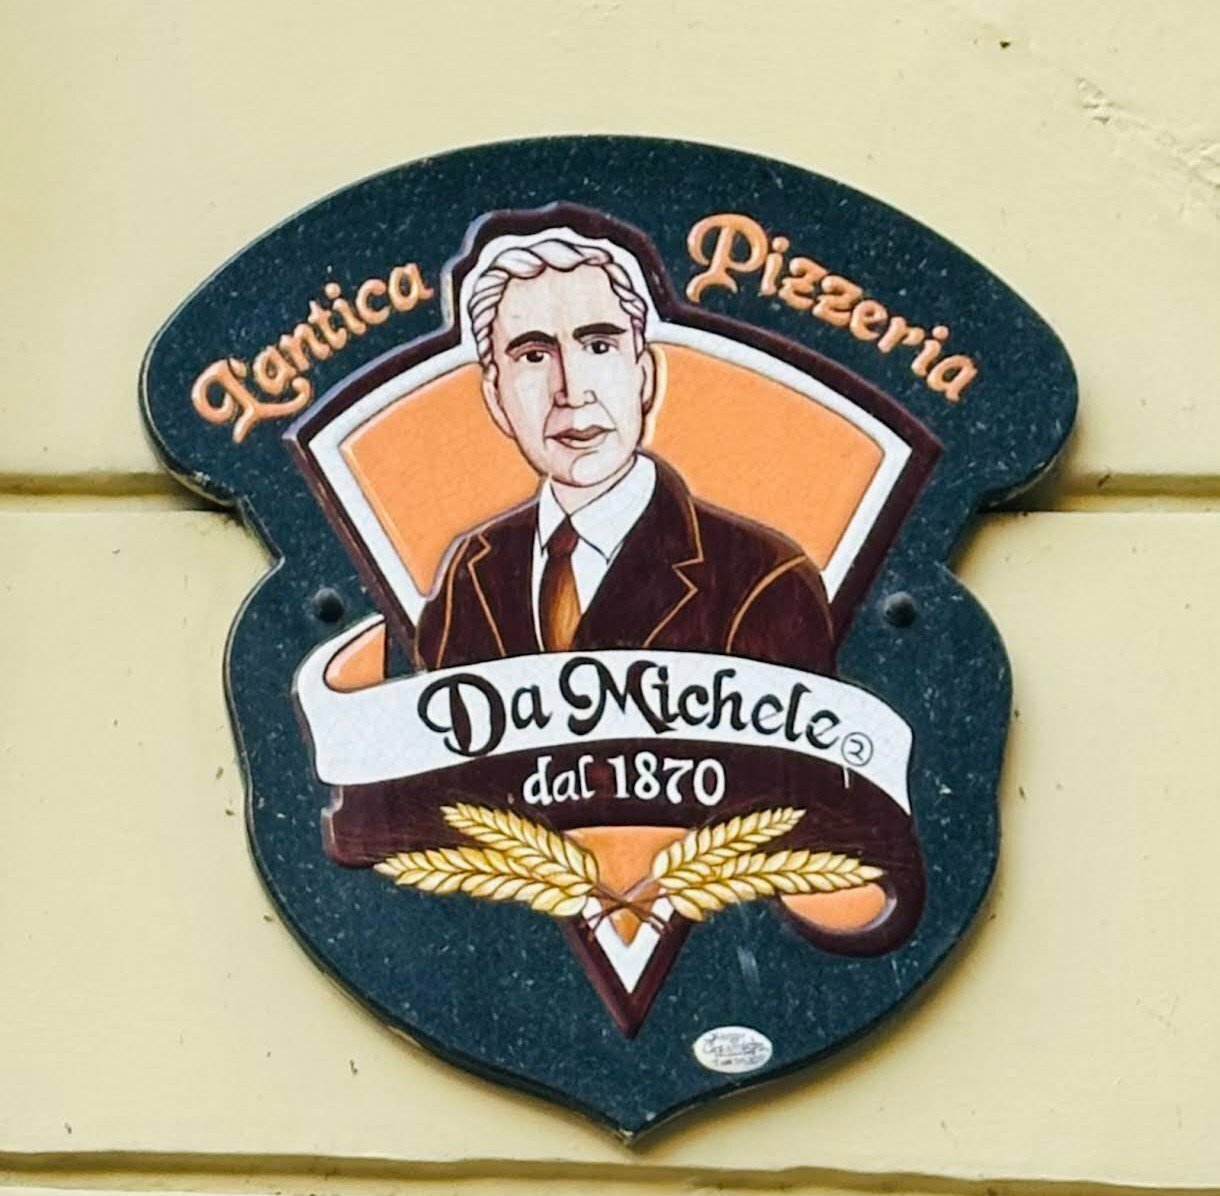 L'antica Pizzeria
Da Michele
dal 1870